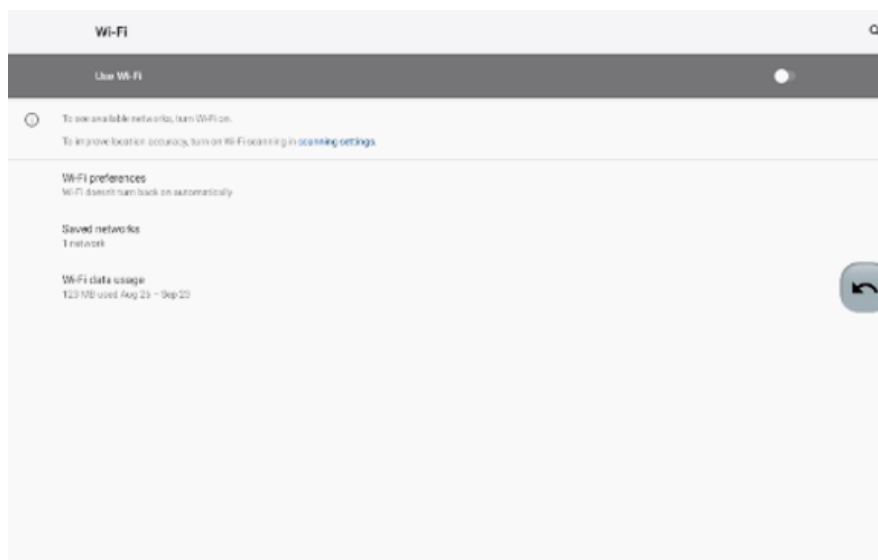 Wi-Fi
Use Wi-Fi
To see available networks, turn Wi-Fi on.
To improve location accuracy, turn on Wi-Fi scanning in scanning settings.
Wi-Fi preferences
Wi-Fi doesn't turn back on automatically
Saved networks
1 network
Wi-Fi data usage
123 MB used Aug 25 – Sep 23